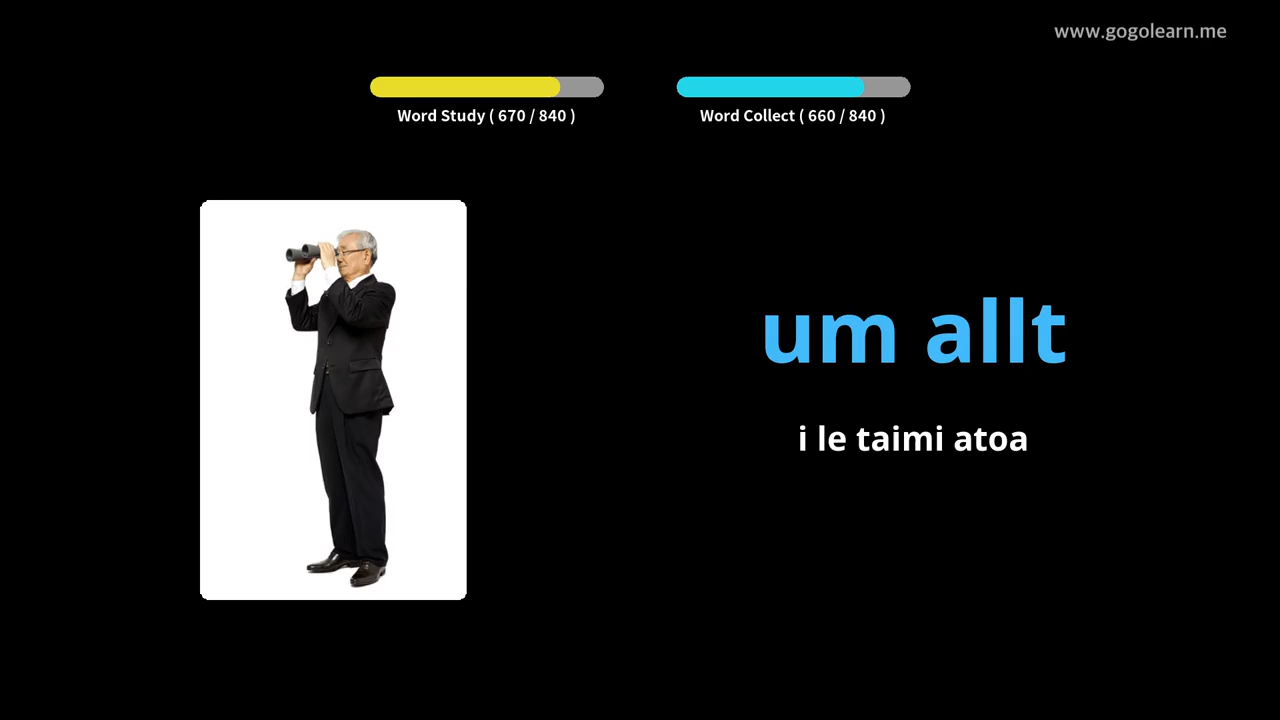 www.gogolearn.me
Word Study ( 670 / 840 )
Word Collect ( 660 / 840 )
um allt
i le taimi atoa